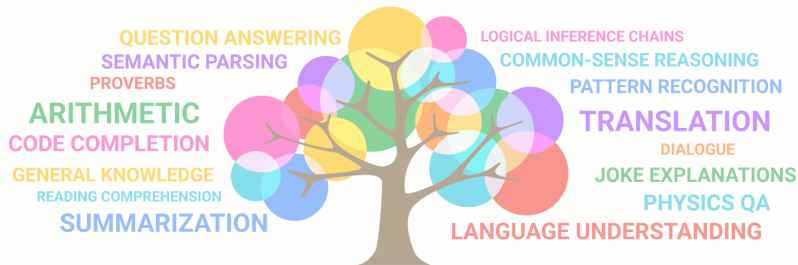 QUESTION ANSWERING
SEMANTIC PARSING
PROVERBS
ARITHMETIC
CODE COMPLETION
GENERAL KNOWLEDGE
READING COMPREHENSION
SUMMARIZATION
LOGICAL INFERENCE CHAINS
COMMON-SENSE REASONING
PATTERN RECOGNITION
TRANSLATION
DIALOGUE
JOKE EXPLANATIONS
PHYSICS QA
LANGUAGE UNDERSTANDING